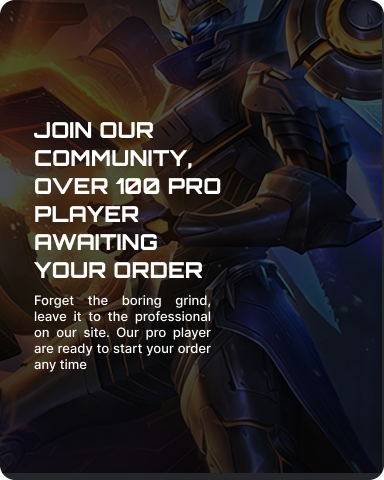 JOIN OUR
COMMUNITY,
OVER 100 PRO
PLAYER
AWAITING
YOUR ORDER
Forget the boring grind,
leave it to the professional
on our site. Our pro player
are ready to start your order
any time